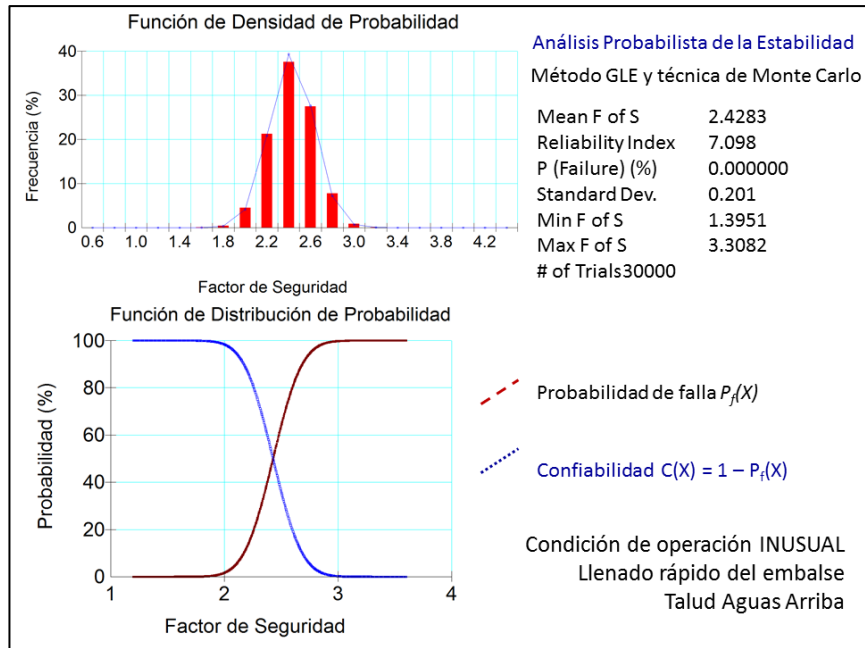 Función de Densidad de Probabilidad
40
30
20
10
0
Frecuencia (%)
0.6 1.0 1.4 1.8 2.2 2.6 3.0 3.4 3.8 4.2
Factor de Seguridad
Análisis Probabilista de la Estabilidad
Método GLE y técnica de Monte Carlo
Mean F of S 2.4283
Reliability Index 7.098
P (Failure) (%) 0.000000
Standard Dev. 0.201
Min F of S 1.3951
Max F of S 3.3082
# of Trials30000
Función de Distribución de Probabilidad
100
80
60
40
20
0
Probabilidad (%)
1 2 3 4
Factor de Seguridad
Probabilidad de falla Pf(X)
Confiabilidad C(X) = 1 – Pf(X)
Condición de operación INUSUAL
Llenado rápido del embalse
Talud Aguas Arriba